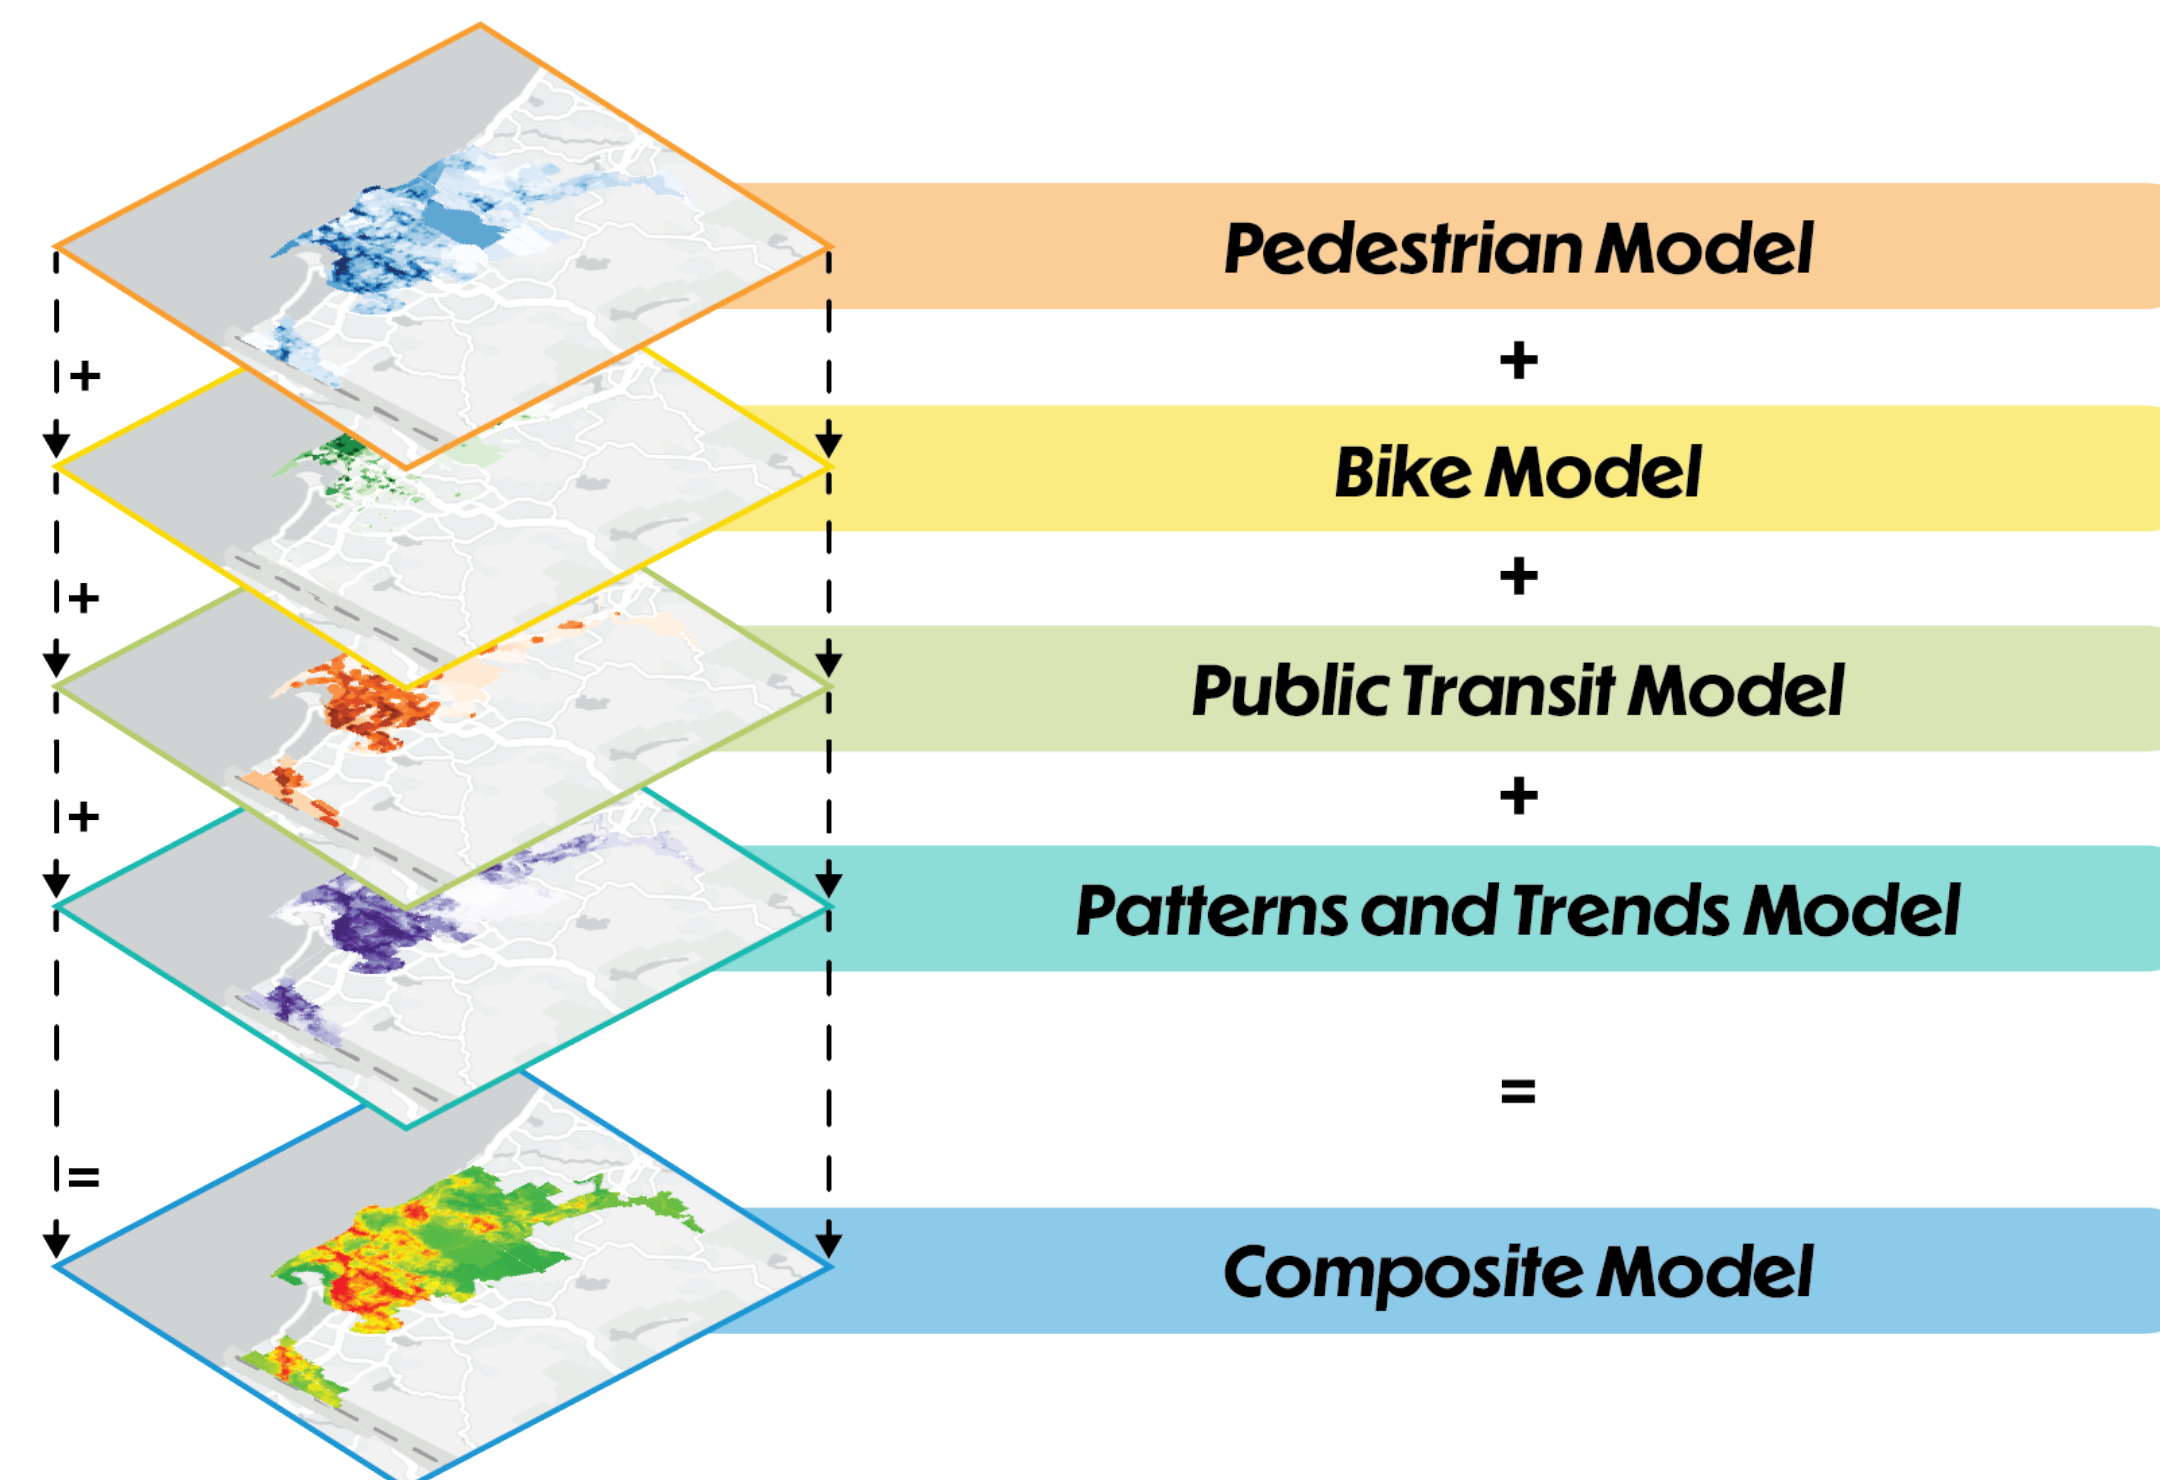 Pedestrian Model
+
+
Bike Model
+
+
Public Transit Model
+
+
Patterns and Trends Model
=
=
Composite Model